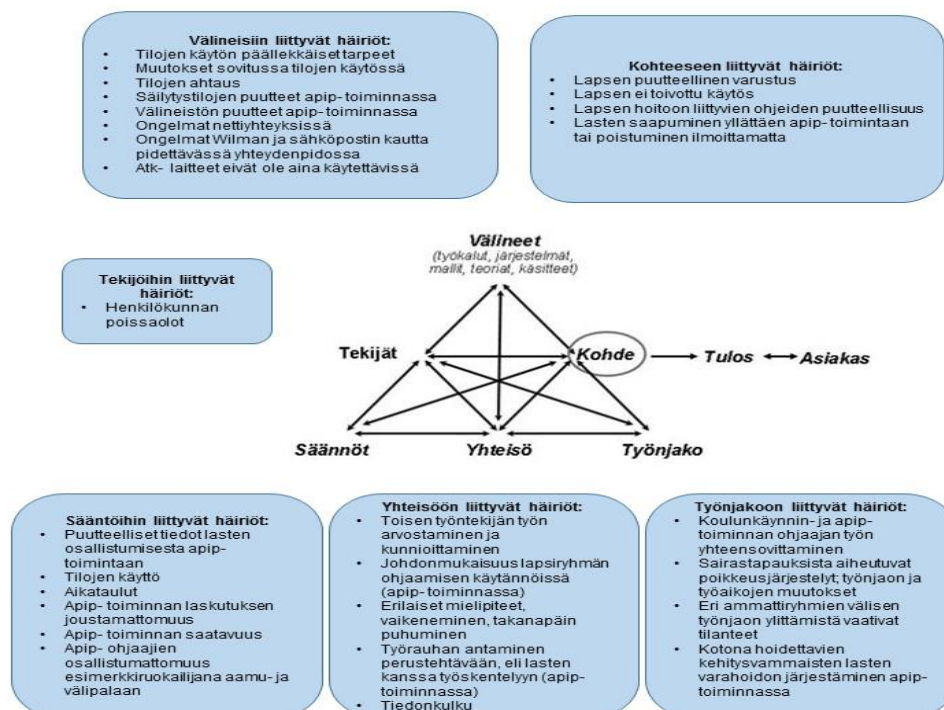 Välineisiin liittyvät häiriöt:
• Tilojen käytön päällekkäiset tarpeet
• Muutokset sovitussa tilojen käytössä
• Tilojen ahtaus
• Säilytystilojen puutteet apip- toiminnassa
• Välineistön puutteet apip- toiminnassa
• Ongelmat nettiyhteyksissä
• Ongelmat Wilman ja sähköpostin kautta
pidettävässä yhteydenpidossa
• Atk- laitteet eivät ole aina käytettävissä
Kohteeseen liittyvät häiriöt:
• Lapsen puutteellinen varustus
• Lapsen ei toivottu käytös
• Lapsen hoitoon liittyvien ohjeiden puutteellisuus
• Lasten saapuminen yllättäen apip- toimintaan
tai poistuminen ilmoittamatta
Tekijöihin liittyvät
häiriöt:
• Henkilökunnan
poissaolot
Välineet
(työkalut, järjestelmät,
mallit, teoriat, käsitteet)
Tekijät
Kohde
Tulos
Asiakas
Säännöt
Yhteisö
Työnjako
Sääntöihin liittyvät häiriöt:
• Puutteelliset tiedot lasten
osallistumisesta apip-
toimintaan
• Tilojen käyttö
• Aikataulut
• Apip- toiminnan laskutuksen
joustamattomuus
• Apip- toiminnan saatavuus
• Apip- ohjaajien
osallistumattomuus
esimerkkiruokailijana aamu- ja
välipalaan
Yhteisöön liittyvät häiriöt:
• Toisen työntekijän työn
arvostaminen ja
kunnioittaminen
• Johdonmukaisuus lapsiryhmän
ohjaamisen käytännöissä
(apip- toiminnassa)
• Erilaiset mielipiteet,
vaikeneminen, takanapäin
puhuminen
• Työrauhan antaminen
perustehtävään, eli lasten
kanssa työskentelyyn (apip-
toiminnassa)
• Tiedonkulku
Työnjakoon liittyvät häiriöt:
• Koulunkäynnin- ja apip-
toiminnan ohjaajan työn
yhteensovittaminen
• Sairastapauksista aiheutuvat
poikkeusjärjestelyt; työnjaon ja
työaikojen muutokset
• Eri ammattiryhmien välisen
työnjaon ylittämistä vaativat
tilanteet
• Kotona hoidettavien
kehitysvammaisten lasten
varahoidon järjestäminen apip-
toiminnassa